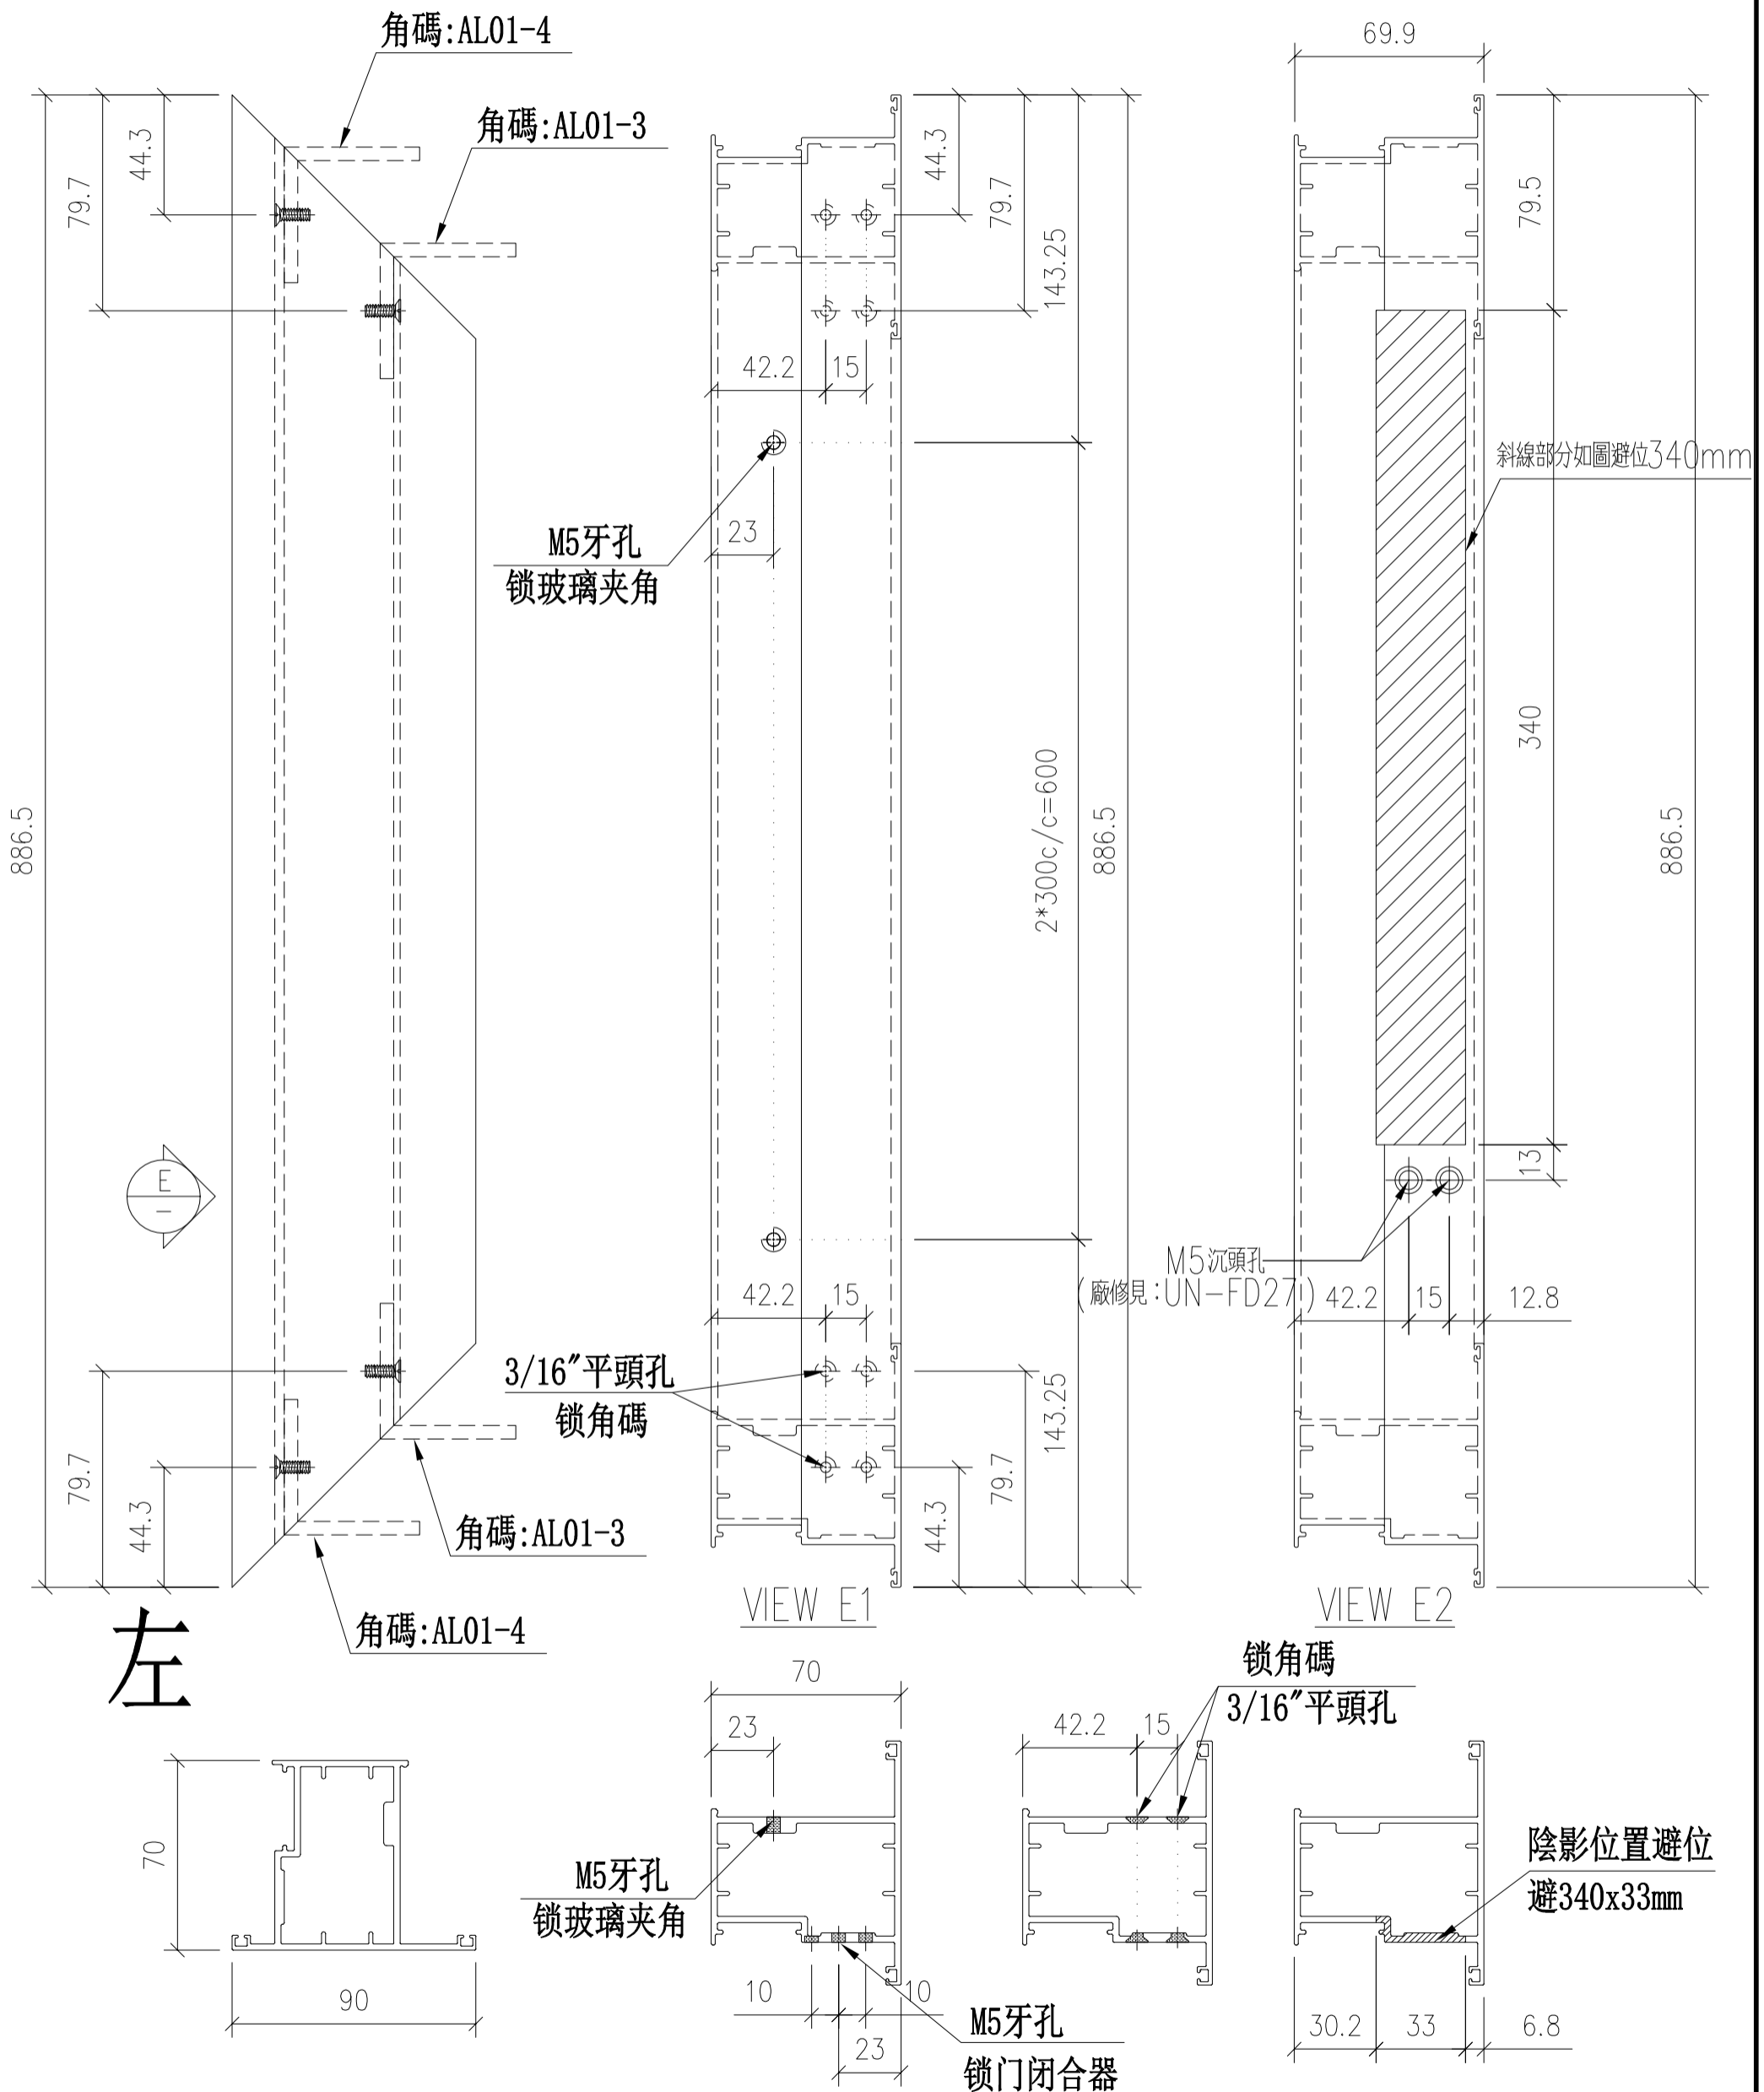 角碼:AL01-4
角碼:AL01-3
69.9
44.3
79.7
44.3
79.7
143.25
79.5
42.2
15
斜線部分如圖避位340mm
M5牙孔
锁玻璃夹角
23
340
886.5
2*300c/c=600
886.5
886.5
E
13
M5沉頭孔
(廠修見:UN-FD27)
42.2
15
42.2
15
12.8
3/16″平頭孔
锁角碼
79.7
44.3
143.25
79.7
44.3
角碼:AL01-3
角碼:AL01-4
VIEW E1
VIEW E2
左
70
23
锁角碼
3/16″平頭孔
42.2
15
70
90
M5牙孔
锁玻璃夹角
陰影位置避位
避340x33mm
10
10
23
M5牙孔
锁门闭合器
30.2
33
6.8